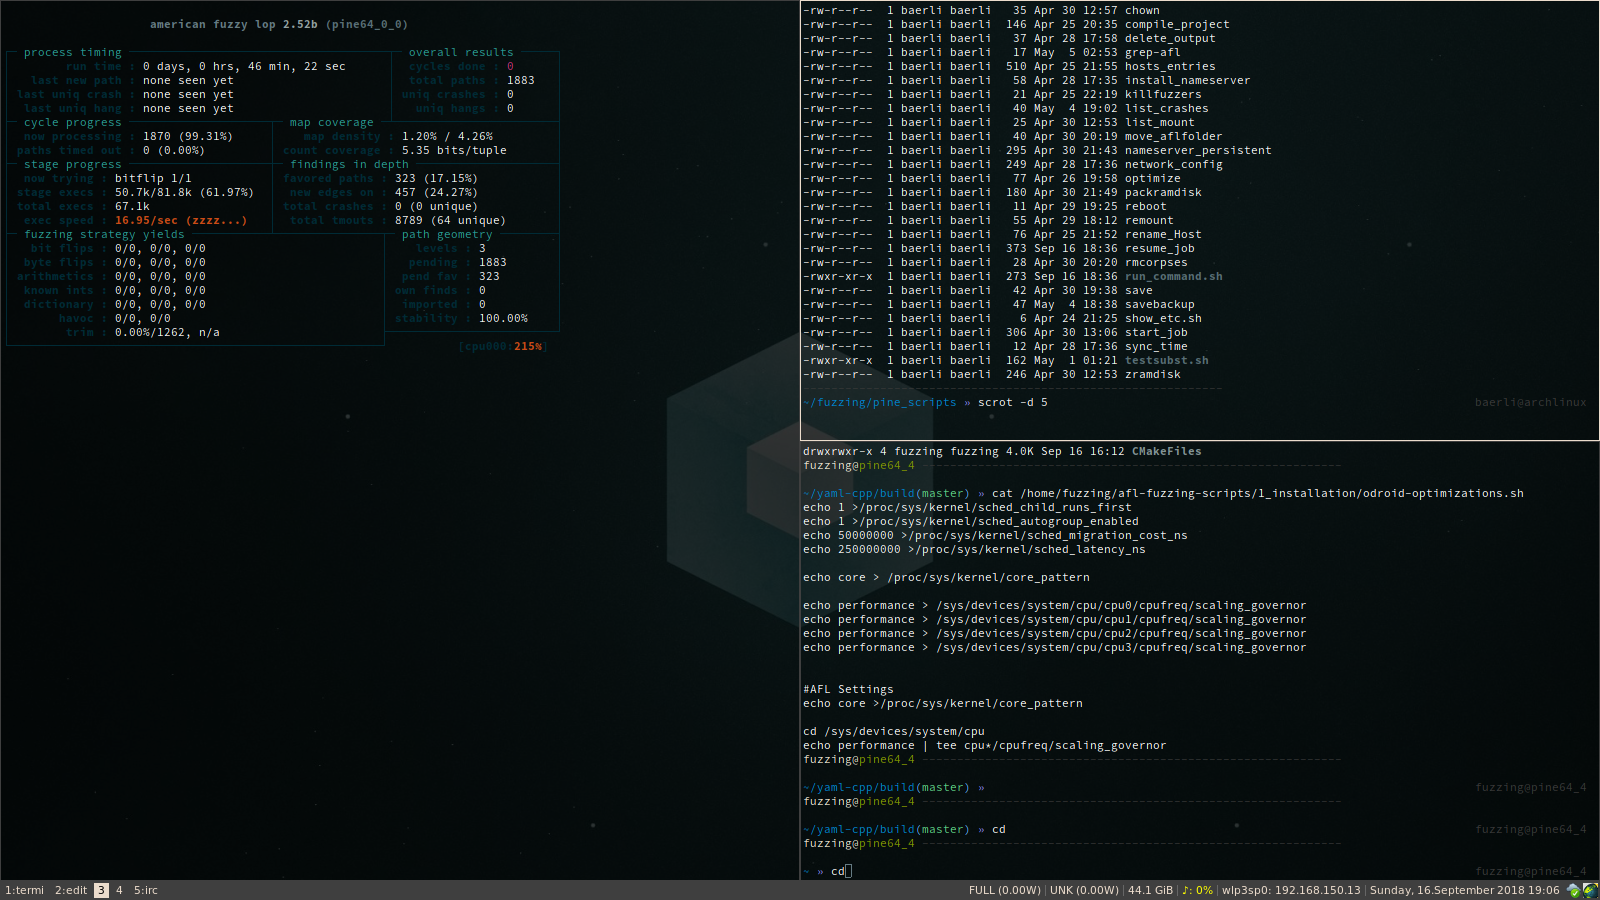 american fuzzy lop 2.52b (pine64_0_0)
process timing
run time : 0 days, 0 hrs, 46 min, 22 sec
last new path : none seen yet
last uniq crash : none seen yet
last uniq hang : none seen yet
overall results
cycles done : 0
total paths : 1883
uniq crashes : 0
uniq hangs : 0
cycle progress
now processing : 1870 (99.31%)
paths timed out : 0 (0.00%)
map coverage
map density : 1.20% / 4.26%
count coverage : 5.35 bits/tuple
stage progress
now trying : bitflip 1/1
stage execs : 50.7k/81.8k (61.97%)
total execs : 67.1k
exec speed : 16.95/sec (zzzz...)
findings in depth
favored paths : 323 (17.15%)
new edges on : 457 (24.27%)
total crashes : 0 (0 unique)
total tmouts : 8789 (64 unique)
fuzzing strategy yields
bit flips : 0/0, 0/0, 0/0
byte flips : 0/0, 0/0, 0/0
arithmetics : 0/0, 0/0, 0/0
known ints : 0/0, 0/0, 0/0
dictionary : 0/0, 0/0, 0/0
havoc : 0/0, 0/0
trim : 0.00%/1262, n/a
path geometry
levels : 3
pending : 1883
pend fav : 323
own finds : 0
imported : 0
stability : 100.00%
[cpu000:215%]
-rw-r--r-- 1 baerli baerli 35 Apr 30 12:57 chown
-rw-r--r-- 1 baerli baerli 146 Apr 25 20:35 compile_project
-rw-r--r-- 1 baerli baerli 37 Apr 28 17:58 delete_output
-rw-r--r-- 1 baerli baerli 17 May 5 02:53 grep-afl
-rw-r--r-- 1 baerli baerli 510 Apr 25 21:55 hosts_entries
-rw-r--r-- 1 baerli baerli 58 Apr 28 17:35 install_nameserver
-rw-r--r-- 1 baerli baerli 21 Apr 25 22:19 killfuzzers
-rw-r--r-- 1 baerli baerli 40 May 4 19:02 list_crashes
-rw-r--r-- 1 baerli baerli 25 Apr 30 12:53 list_mount
-rw-r--r-- 1 baerli baerli 40 Apr 30 20:19 move_aflfolder
-rw-r--r-- 1 baerli baerli 295 Apr 30 21:43 nameserver_persistent
-rw-r--r-- 1 baerli baerli 249 Apr 28 17:36 network_config
-rw-r--r-- 1 baerli baerli 77 Apr 26 19:58 optimize
-rw-r--r-- 1 baerli baerli 180 Apr 30 21:49 packramdisk
-rw-r--r-- 1 baerli baerli 11 Apr 29 19:25 reboot
-rw-r--r-- 1 baerli baerli 55 Apr 29 18:12 remount
-rw-r--r-- 1 baerli baerli 76 Apr 25 21:52 rename_Host
-rw-r--r-- 1 baerli baerli 373 Sep 16 18:36 resume_job
-rw-r--r-- 1 baerli baerli 28 Apr 30 20:20 rmcorpses
-rwxr-xr-x 1 baerli baerli 273 Sep 16 18:36 run_command.sh
-rw-r--r-- 1 baerli baerli 42 Apr 30 19:38 save
-rw-r--r-- 1 baerli baerli 47 May 4 18:38 savebackup
-rw-r--r-- 1 baerli baerli 6 Apr 24 21:25 show_etc.sh
-rw-r--r-- 1 baerli baerli 306 Apr 30 13:06 start_job
-rw-r--r-- 1 baerli baerli 12 Apr 28 17:36 sync_time
-rwxr-xr-x 1 baerli baerli 162 May 1 01:21 testsubst.sh
-rw-r--r-- 1 baerli baerli 246 Apr 30 12:53 zramdisk
~/fuzzing/pine_scripts » scrot -d 5 baerli@archlinux
drwxrwxr-x 4 fuzzing fuzzing 4.0K Sep 16 16:12 CMakeFiles
fuzzing@pine64_4
~/yaml-cpp/build(master) » cat /home/fuzzing/afl-fuzzing-scripts/1_installation/odroid-optimizations.sh
echo 1 >/proc/sys/kernel/sched_child_runs_first
echo 1 >/proc/sys/kernel/sched_autogroup_enabled
echo 50000000 >/proc/sys/kernel/sched_migration_cost_ns
echo 250000000 >/proc/sys/kernel/sched_latency_ns
echo core > /proc/sys/kernel/core_pattern
echo performance > /sys/devices/system/cpu/cpu0/cpufreq/scaling_governor
echo performance > /sys/devices/system/cpu/cpu1/cpufreq/scaling_governor
echo performance > /sys/devices/system/cpu/cpu2/cpufreq/scaling_governor
echo performance > /sys/devices/system/cpu/cpu3/cpufreq/scaling_governor
#AFL Settings
echo core >/proc/sys/kernel/core_pattern
cd /sys/devices/system/cpu
echo performance | tee cpu*/cpufreq/scaling_governor
fuzzing@pine64_4
~/yaml-cpp/build(master) » fuzzing@pine64_4
fuzzing@pine64_4
~/yaml-cpp/build(master) » cd fuzzing@pine64_4
fuzzing@pine64_4
~ » cd fuzzing@pine64_4
1:termi 2:edit 3 4 5:irc FULL (0.00W) | UNK (0.00W) | 44.1 GiB | ♪: 0% | wlp3sp0: 192.168.150.13 | Sunday, 16.September 2018 19:06